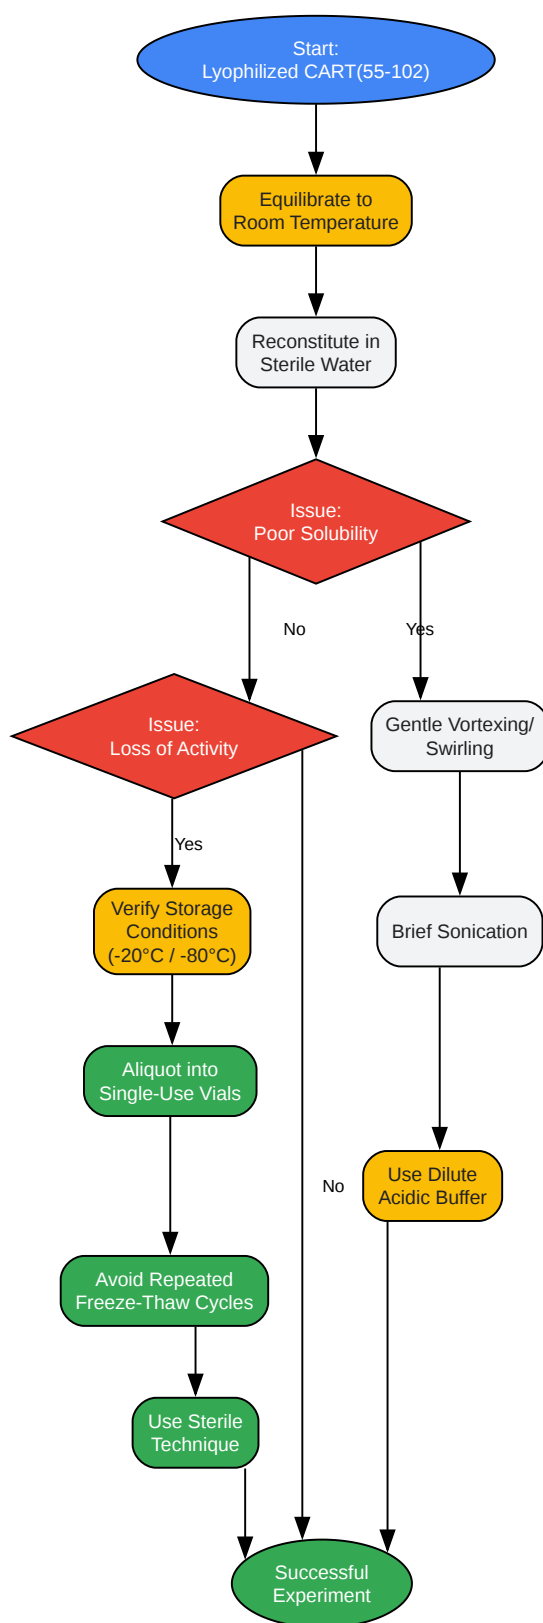 Start:
Lyophilized CART(55-102)
Equilibrate to
Room Temperature
Reconstitute in
Sterile Water
Issue:
Poor Solubility
No
Yes
Issue:
Loss of Activity
Gentle Vortexing/
Swirling
Yes
Verify Storage
Conditions
(-20°C / -80°C)
Brief Sonication
Aliquot into
Single-Use Vials
No
Use Dilute
Acidic Buffer
Avoid Repeated
Freeze-Thaw Cycles
Use Sterile
Technique
Successful
Experiment